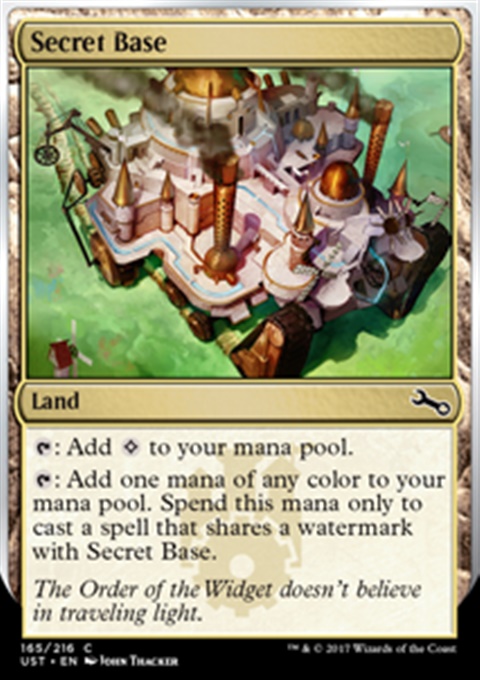 Secret Base
Land
: Add to your mana pool.
: Add one mana of any color to your
mana pool. Spend this mana only to
cast a spell that shares a watermark
with Secret Base.
The Order of the Widget doesn't believe
in traveling light.
165/216 C
UST • EN John Thacker
™ & © 2017 Wizards of the Coast